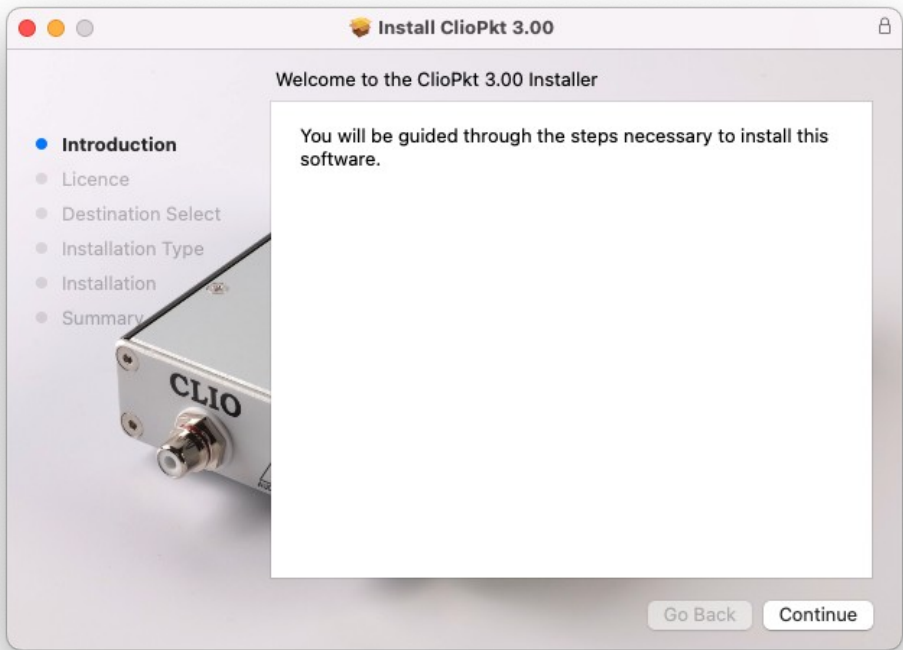 Install ClioPkt 3.00
Welcome to the ClioPkt 3.00 Installer
Introduction
Licence
Destination Select
Installation Type
Installation
Summary
You will be guided through the steps necessary to install this
software.
CLIO
Go Back
Continue